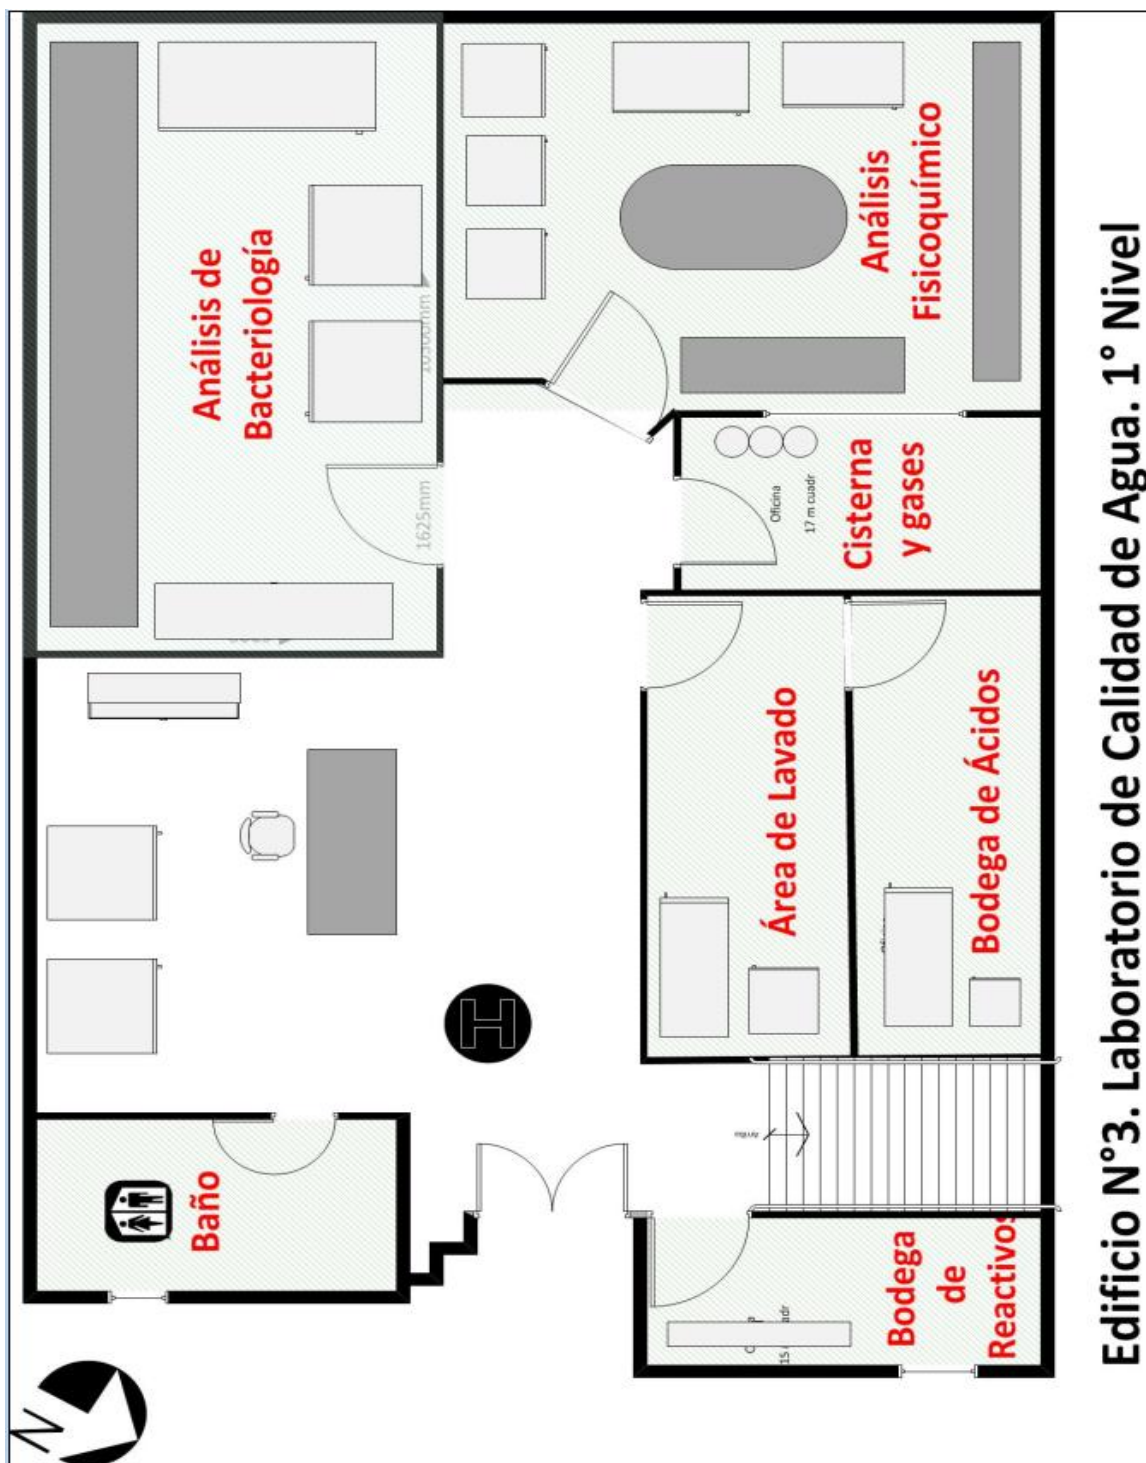 Análisis de
Bacteriología
10300mm
1625mm
Análisis
Fisicoquímico
Cisterna
y gases
Oficina
17 m cuadr
Área de Lavado
Bodega de Ácidos
H
Baño
Bodega
de
Reactivos
N
Edificio N°3. Laboratorio de Calidad de Agua. 1° Nivel